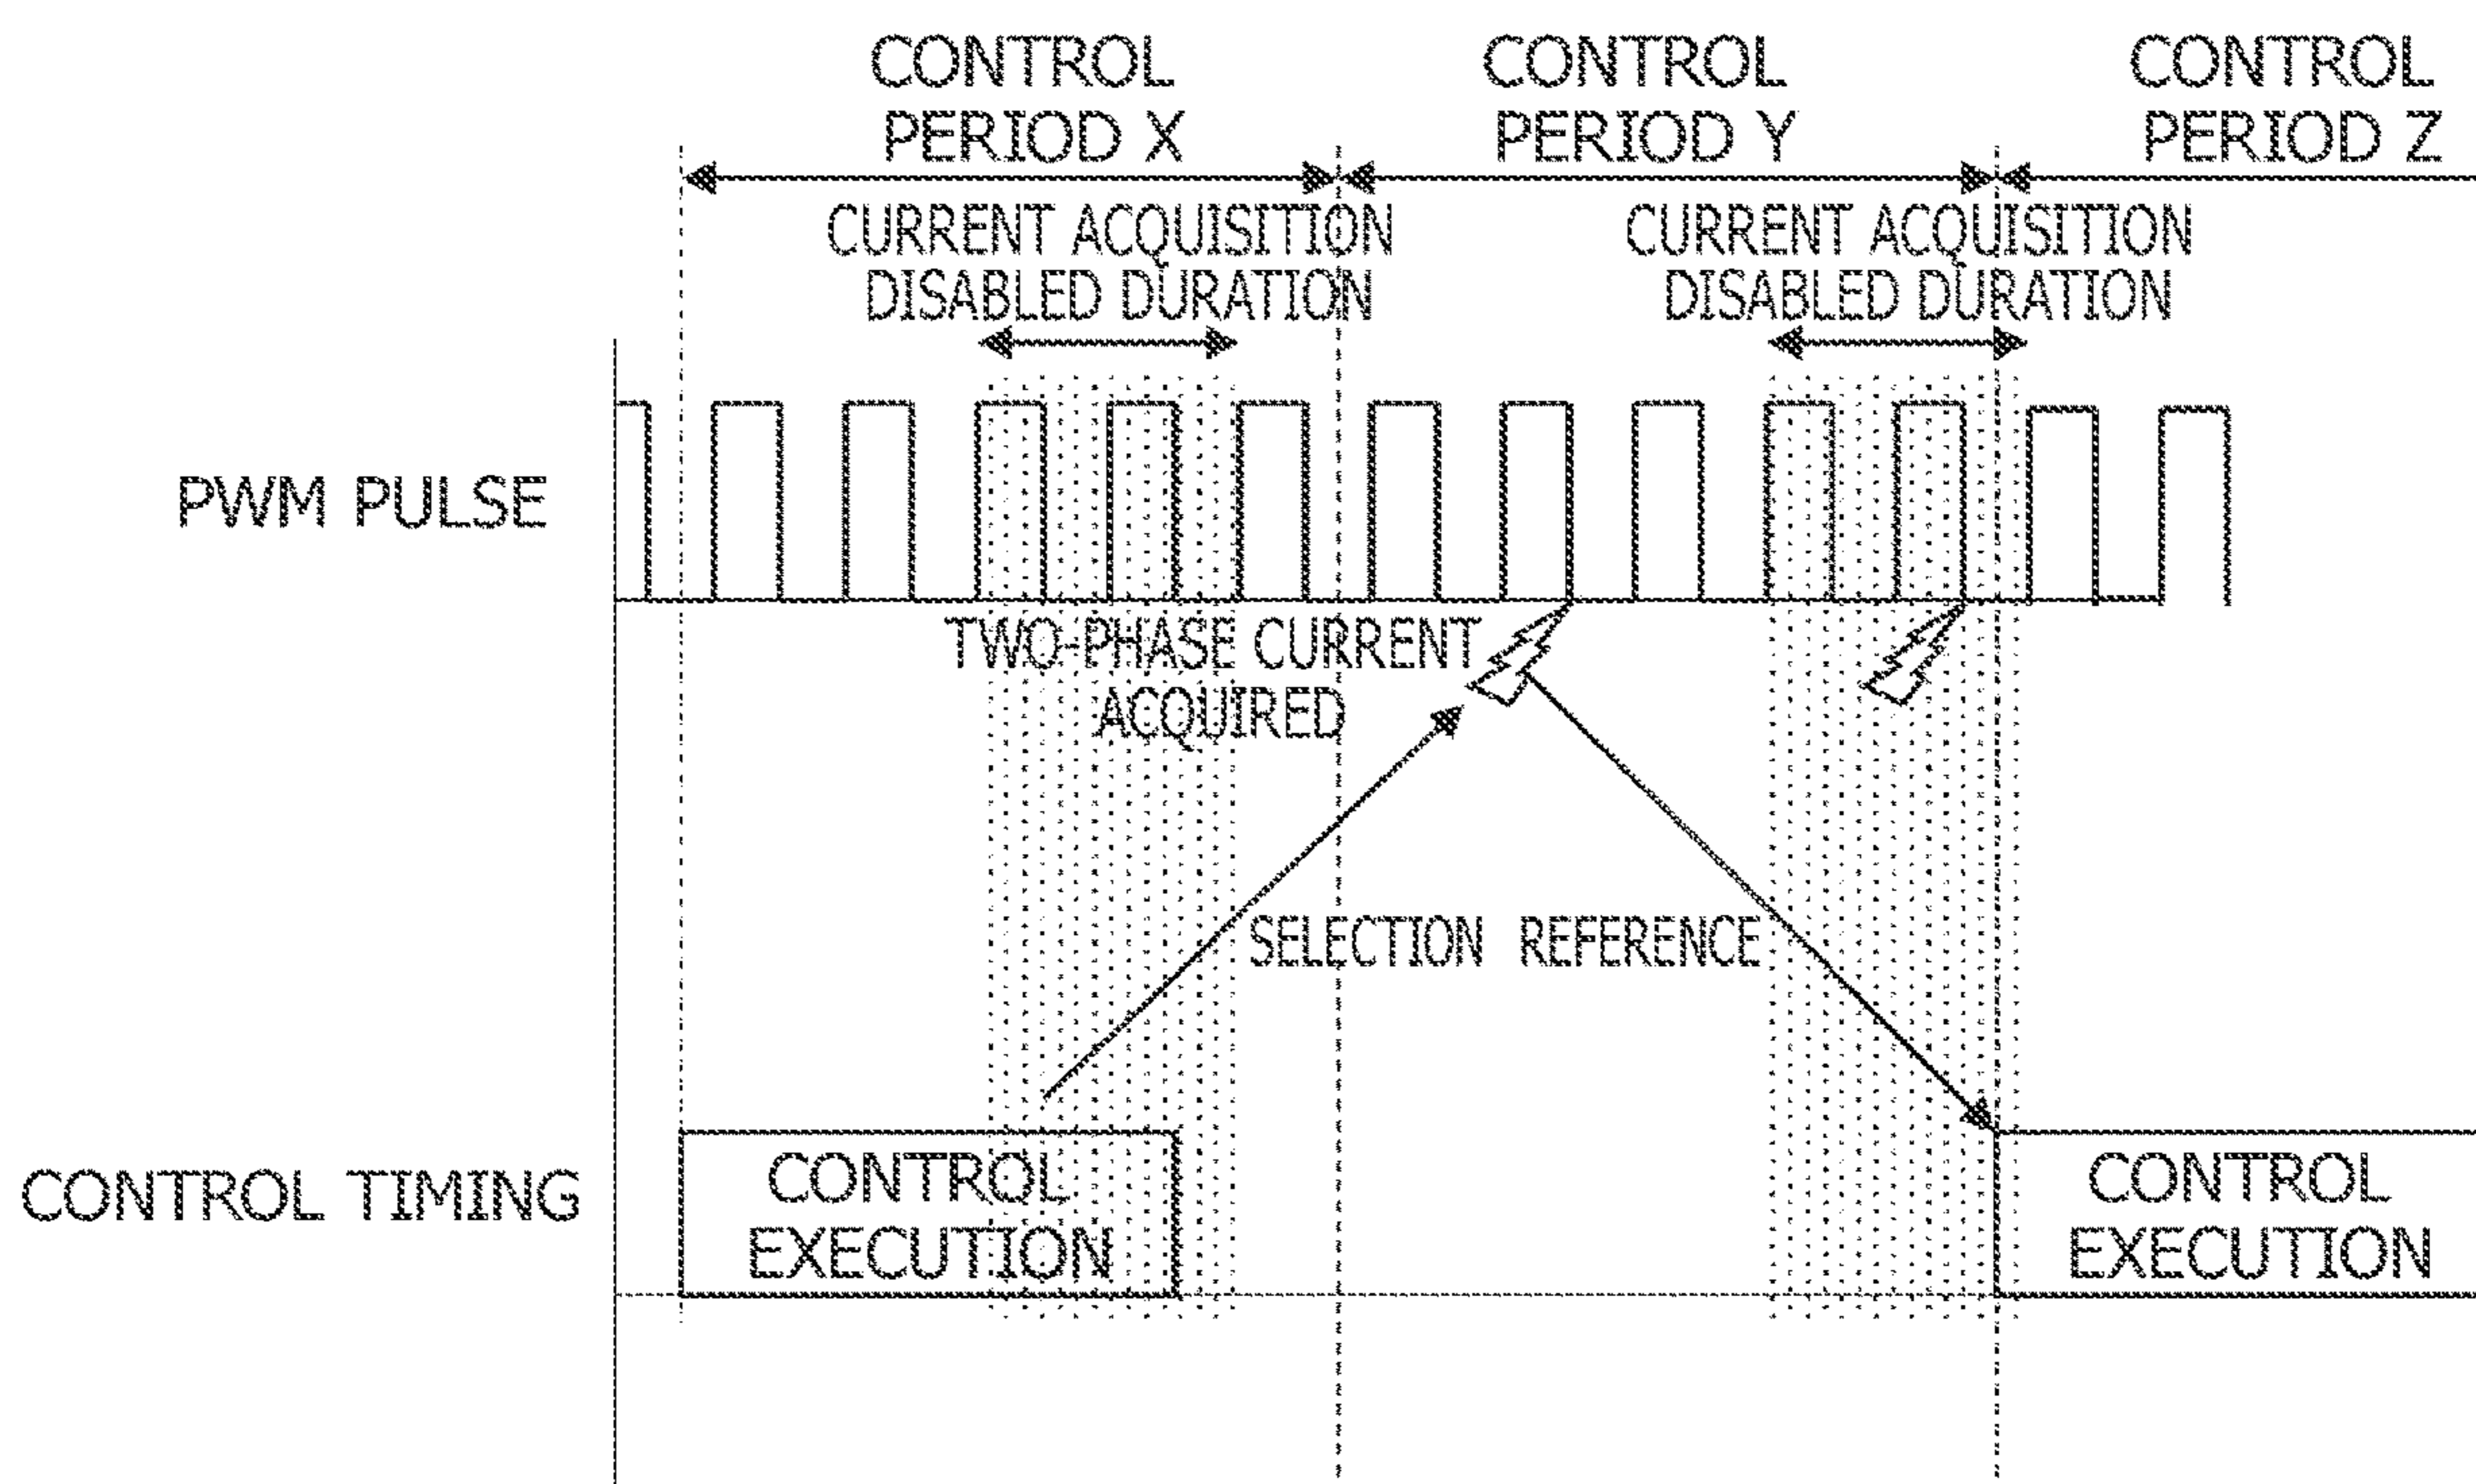 CONTROL CONTROL CONTROL
PERIOD X PERIOD Y PERIOD Z
CURRENT ACQUISITION CURRENT ACQUISITION
DISABLED DURATION DISABLED DURATION
PWM PULSE
TWO-PHASE CURRENT
ACQUIRED
SELECTION REFERENCE
CONTROL TIMING
CONTROL
EXECUTION
CONTROL
EXECUTION